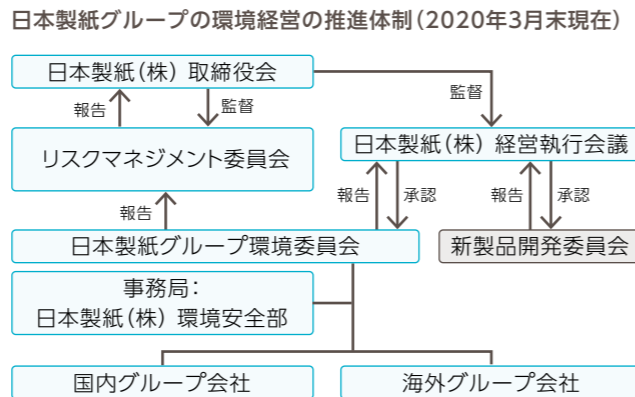 日本製紙グループの環境経営の推進体制（2020年3月末現在）
日本製紙（株）取締役会
報告
監督
監督
リスクマネジメント委員会
日本製紙（株）経営執行会議
報告
報告
承認
報告
承認
日本製紙グループ環境委員会
新製品開発委員会
事務局：
日本製紙（株）環境安全部
国内グループ会社
海外グループ会社